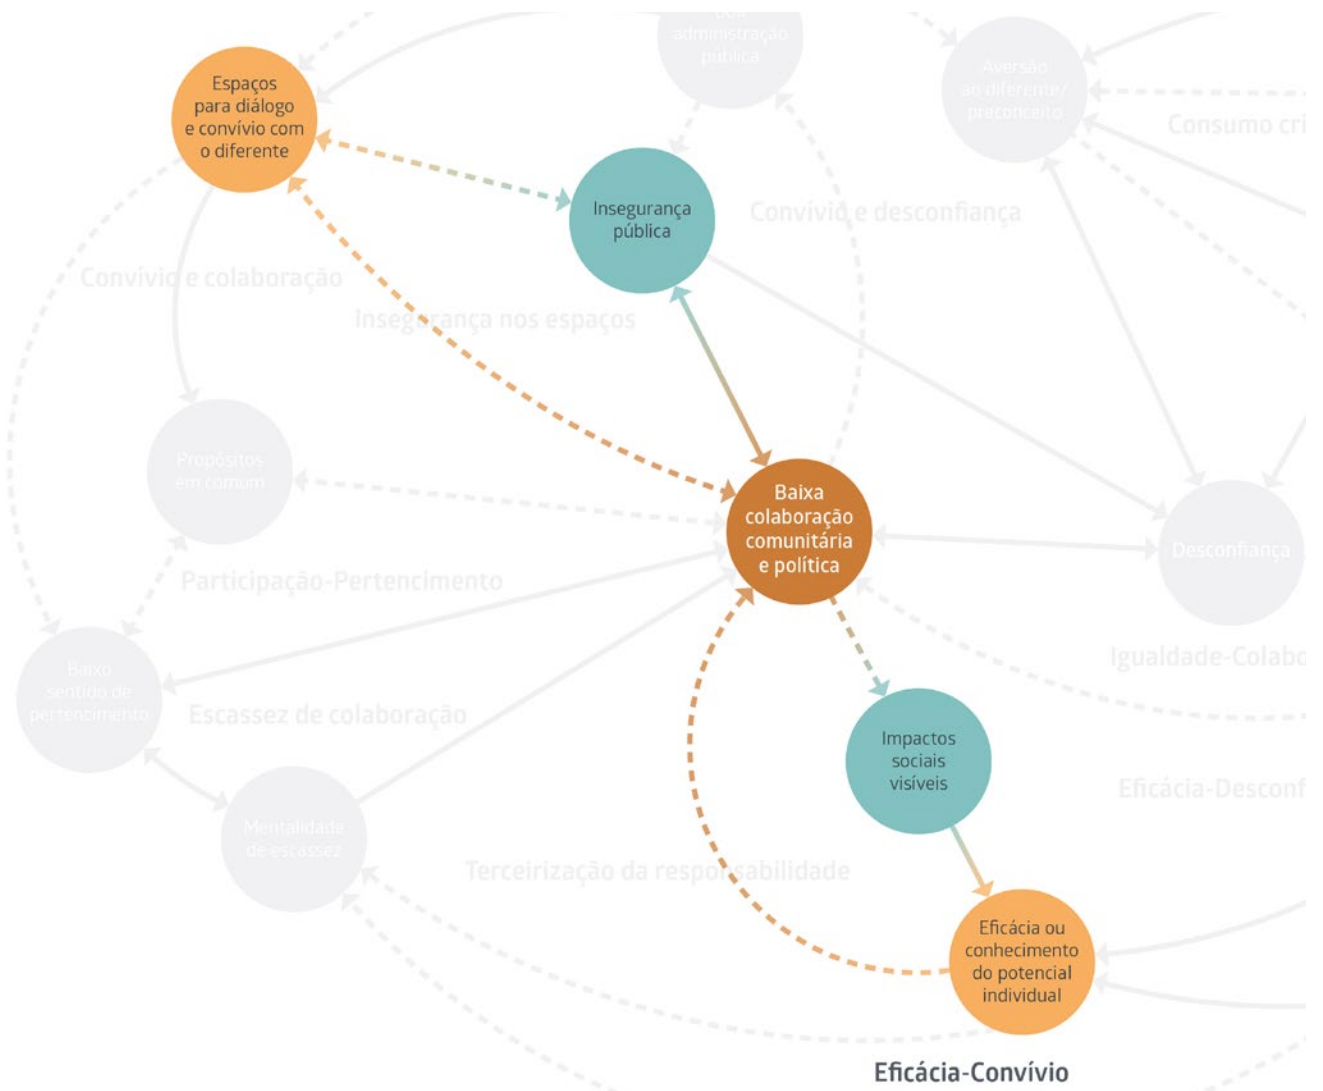 administração
pública
Espaços
para diálogo
e convívio com
o diferente
Aversão
ao diferente/
preconceito
Consumo cri
Insegurança
pública
Convívio e desconfiança
Convívio e colaboração
Insegurança nos espaços
Propósitos
em comum
Baixa
colaboração
comunitária
e política
Desconfiança
Participação-Pertencimento
Baixo
sentido de
pertencimento
Igualdade-Colabo
Escassez de colaboração
Impactos
sociais
visíveis
Eficácia-Desconf
Mentalidade
de escassez
Terceirização da responsabilidade
Eficácia ou
conhecimento
do potencial
individual
Eficácia-Convívio